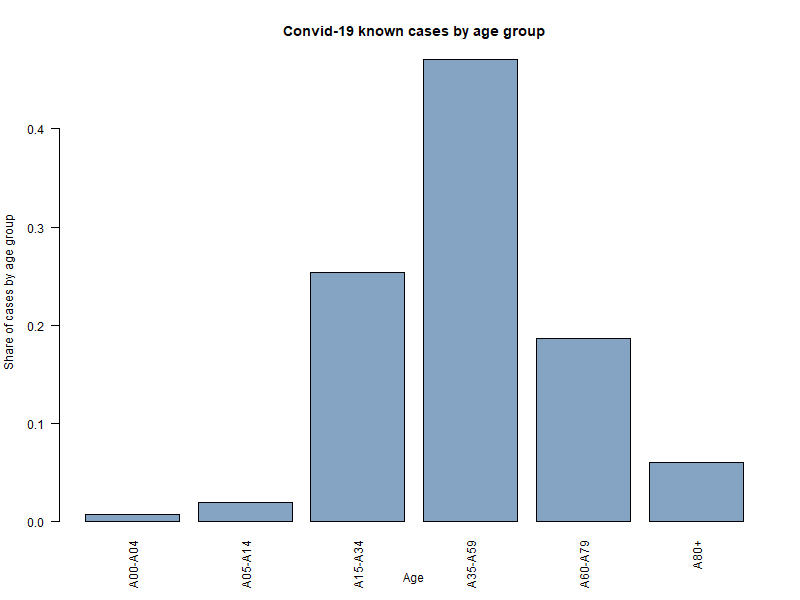 Convid-19 known cases by age group
Share of cases by age group
0.4
0.3
0.2
0.1
0.0
A00-A04
A05-A14
A15-A34
A35-A59
A60-A79
A80+
Age